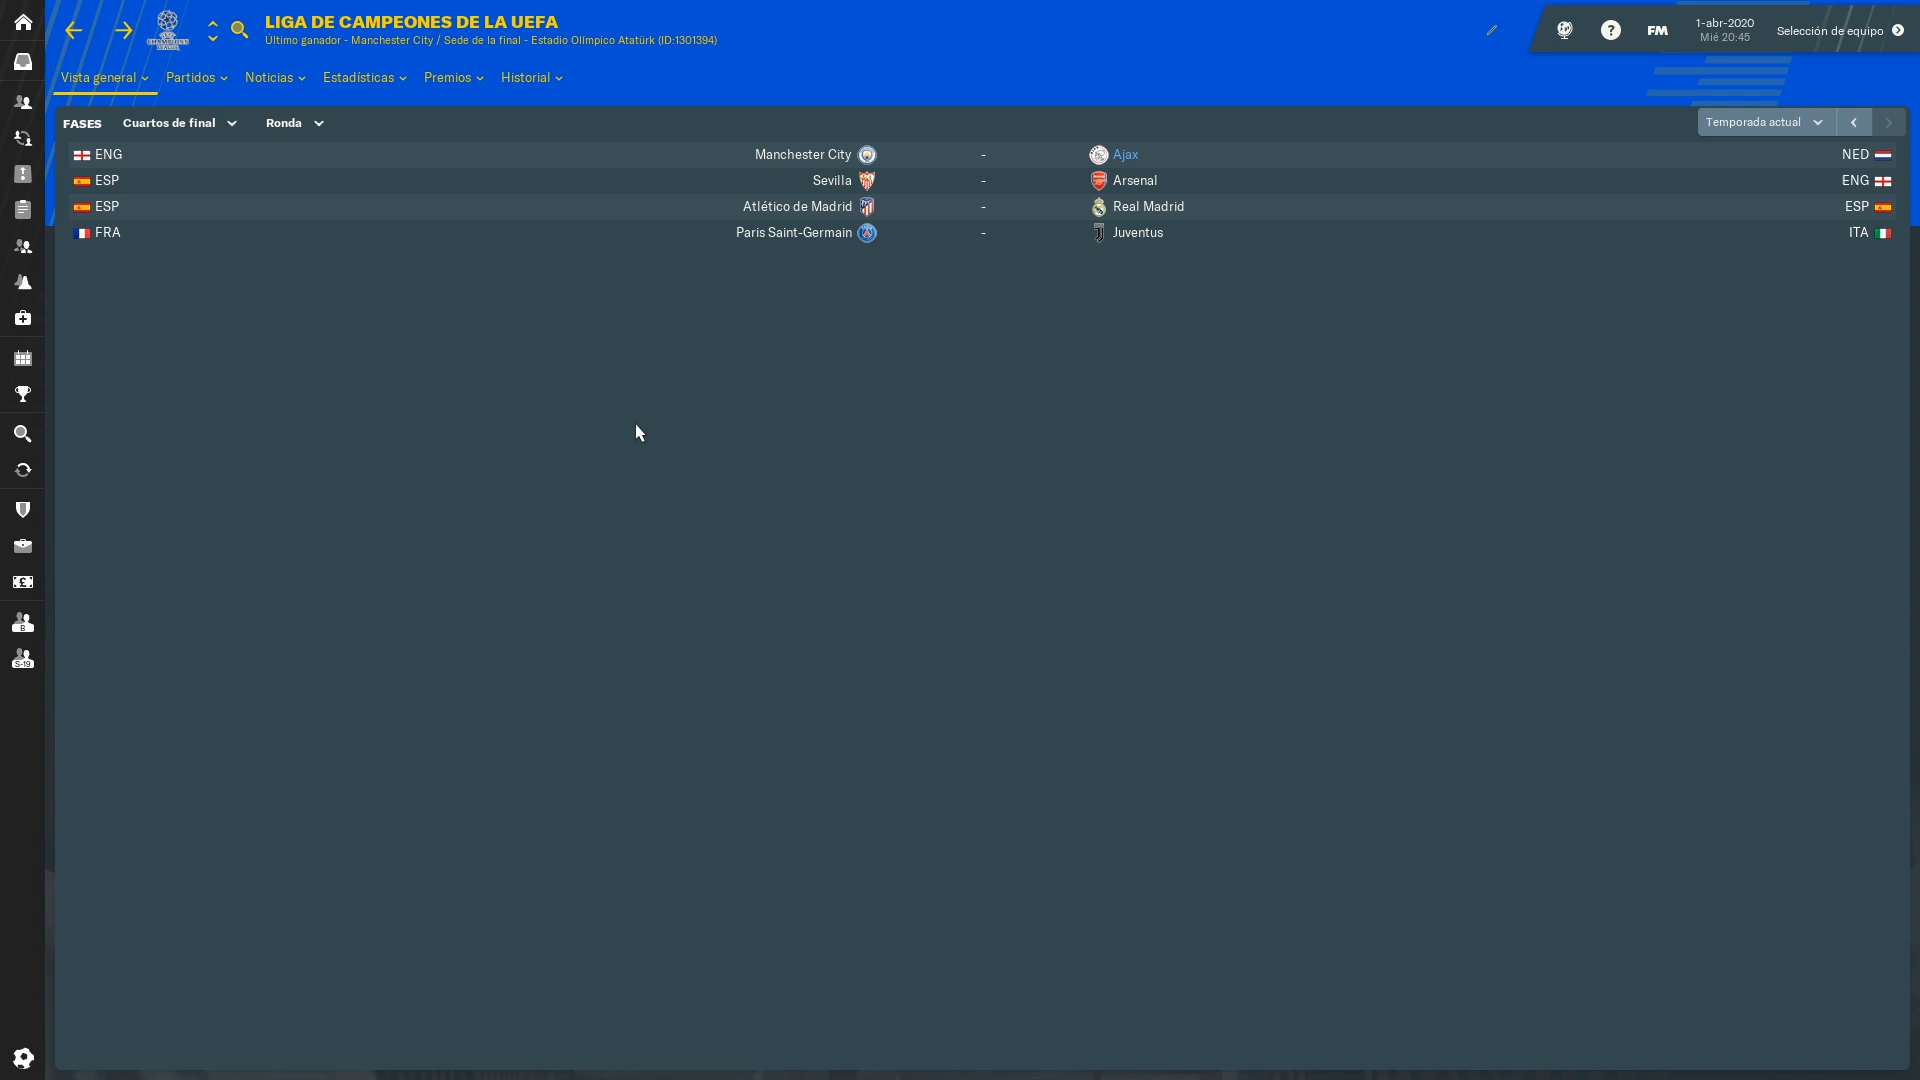 LIGA DE CAMPEONES DE LA UEFA
Último ganador - Manchester City / Sede de la final - Estadio Olímpico Atatürk (ID:1301394)
FM
1-abr-2020
Mié 20:45
Selección de equipo
Vista general Partidos Noticias Estadísticas Premios Historial
FASES Cuartos de final Ronda Temporada actual
ENG Manchester City - Ajax NED
ESP Sevilla - Arsenal ENG
ESP Atlético de Madrid - Real Madrid ESP
FRA Paris Saint-Germain - Juventus ITA
B
S-19